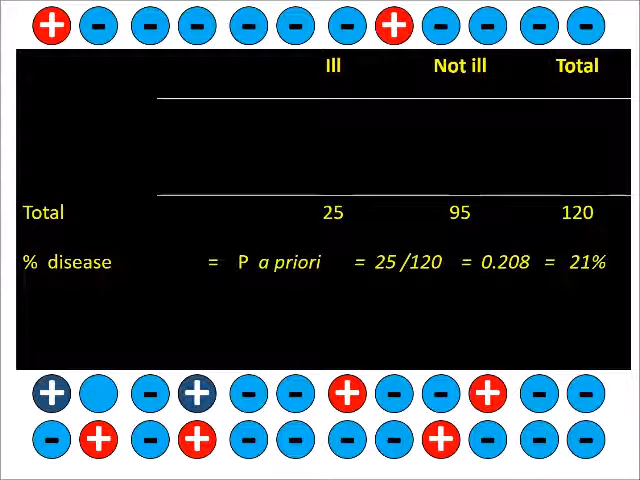 + - - - - - - + - - - -
Ill Not ill Total
Total 25 95 120
% disease = P a priori = 25 /120 = 0.208 = 21%
+ - + - - + - - + - -
- + - + - - - - + - - -